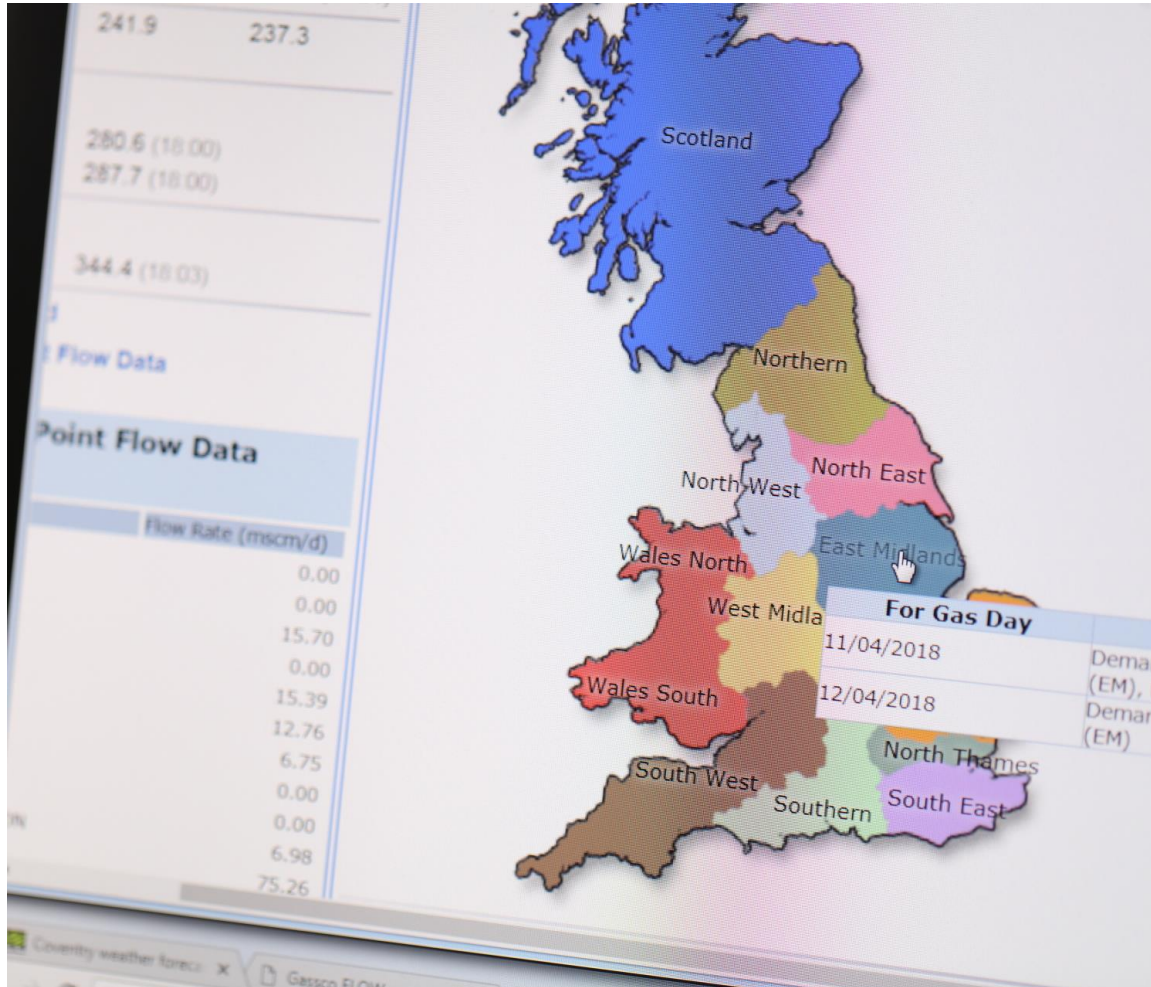 241.9 237.3
280.6 (18:00)
287.7 (18:00)
344.4 (18:03)
Flow Data
Point Flow Data
Flow Rate (mscm/d)
0.00
0.00
15.70
0.00
15.39
12.76
6.75
0.00
0.00
6.98
75.26
Scotland
Northern
North East
North West
East Midlands
Wales North
West Midla
For Gas Day
11/04/2018
Dema
(EM),
12/04/2018
Demar
(EM)
Wales South
North Thames
South West
Southern
South East
Coventry weather foreca
Gassco FLOW